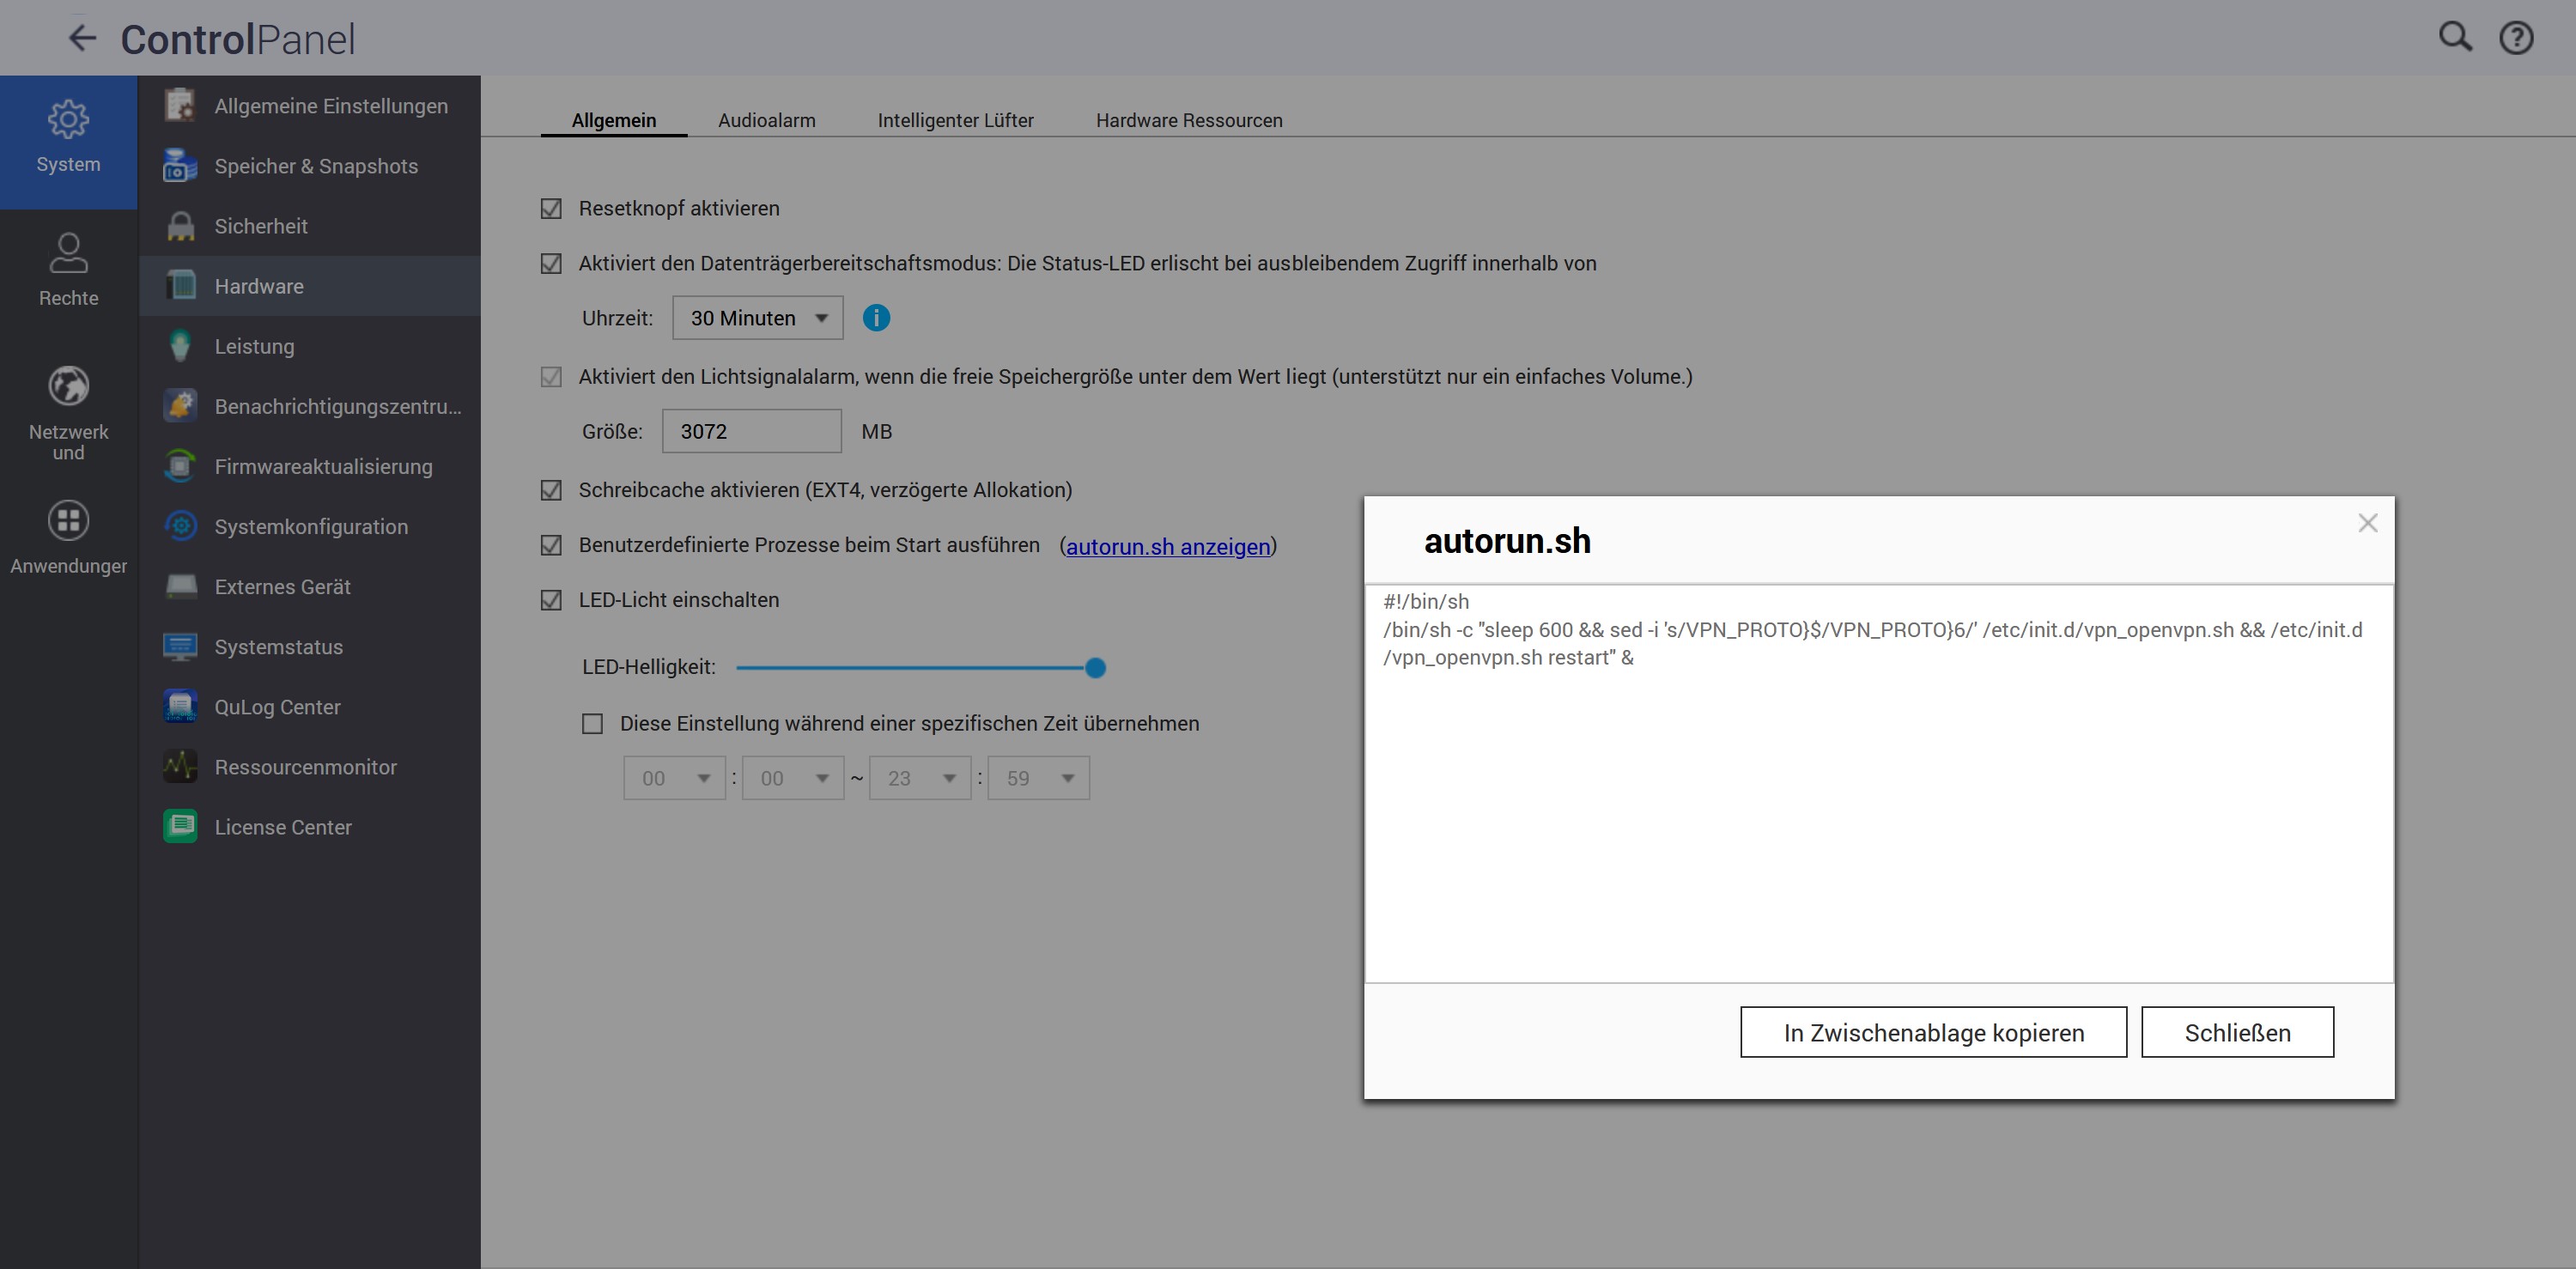 ControlPanel
System
Rechte
Netzwerk
und
Anwendunger
Allgemeine Einstellungen
Speicher & Snapshots
Sicherheit
Hardware
Leistung
Benachrichtigungszentru...
Firmwareaktualisierung
Systemkonfiguration
Externes Gerät
Systemstatus
QuLog Center
Ressourcenmonitor
License Center
Allgemein Audioalarm Intelligenter Lüfter Hardware Ressourcen
Resetknopf aktivieren
Aktiviert den Datenträgerbereitschaftsmodus: Die Status-LED erlischt bei ausbleibendem Zugriff innerhalb von
Uhrzeit: 30 Minuten
Aktiviert den Lichtsignalalarm, wenn die freie Speichergröße unter dem Wert liegt (unterstützt nur ein einfaches Volume.)
Größe: 3072 MB
Schreibcache aktivieren (EXT4, verzögerte Allokation)
Benutzerdefinierte Prozesse beim Start ausführen (autorun.sh anzeigen)
LED-Licht einschalten
LED-Helligkeit:
Diese Einstellung während einer spezifischen Zeit übernehmen
00 : 00 ~ 23 : 59
autorun.sh
#!/bin/sh
/bin/sh -c "sleep 600 && sed -i 's/VPN_PROTO}$/VPN_PROTO}6/' /etc/init.d/vpn_openvpn.sh && /etc/init.d
/vpn_openvpn.sh restart" &
In Zwischenablage kopieren Schließen